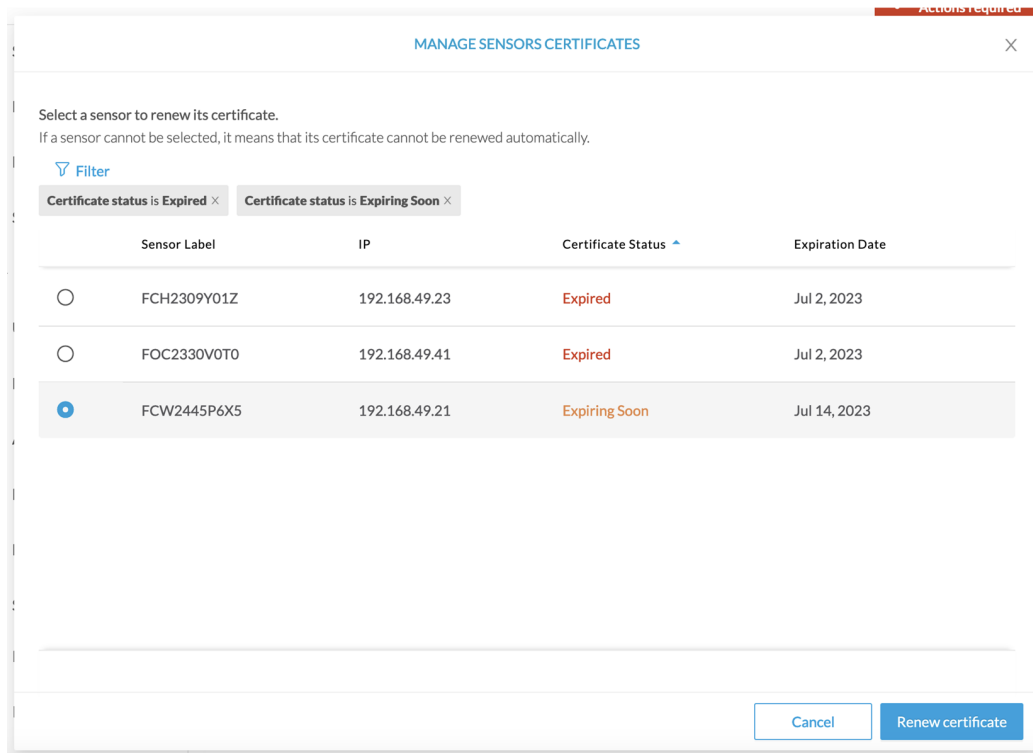 Actions required
MANAGE SENSORS CERTIFICATES
Select a sensor to renew its certificate.
If a sensor cannot be selected, it means that its certificate cannot be renewed automatically.
Filter
Certificate status is Expired × Certificate status is Expiring Soon ×
Sensor Label IP Certificate Status Expiration Date
FCH2309Y01Z 192.168.49.23 Expired Jul 2, 2023
FOC2330V0T0 192.168.49.41 Expired Jul 2, 2023
FCW2445P6X5 192.168.49.21 Expiring Soon Jul 14, 2023
Cancel Renew certificate